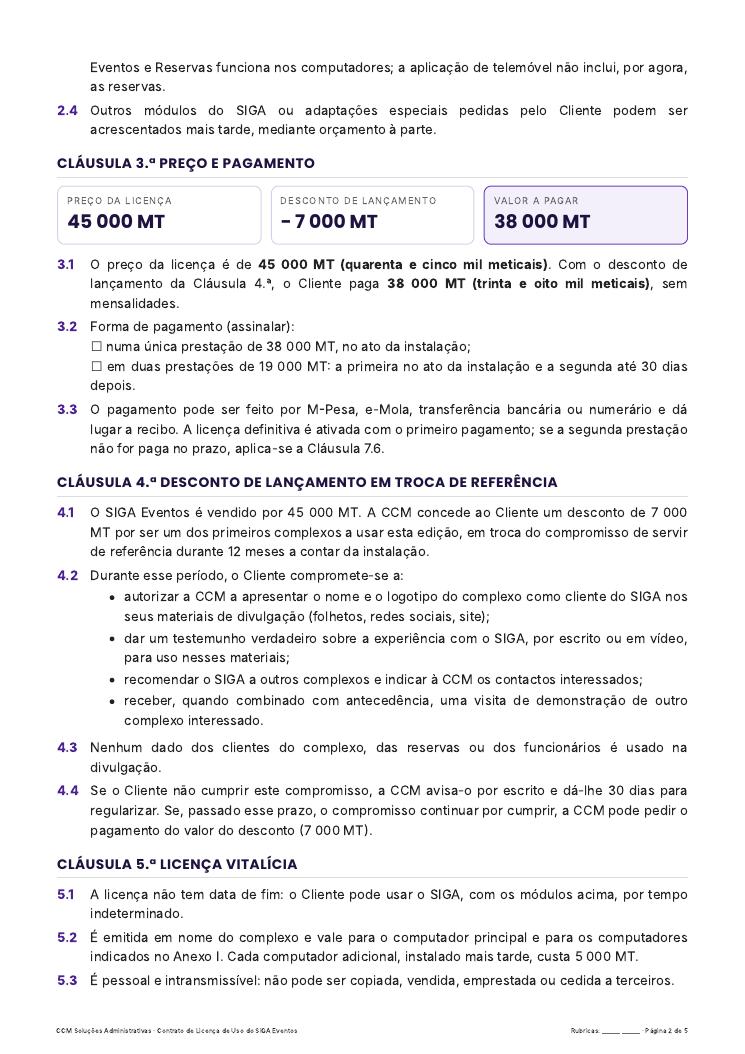 Eventos e Reservas funciona nos computadores; a aplicação de telemóvel não inclui, por agora,
as reservas.
2.4 Outros módulos do SIGA ou adaptações especiais pedidas pelo Cliente podem ser
acrescentados mais tarde, mediante orçamento à parte.
CLÁUSULA 3.ª PREÇO E PAGAMENTO
PREÇO DA LICENÇA
45 000 MT
DESCONTO DE LANÇAMENTO
− 7 000 MT
VALOR A PAGAR
38 000 MT
3.1 O preço da licença é de 45 000 MT (quarenta e cinco mil meticais). Com o desconto de
lançamento da Cláusula 4.ª, o Cliente paga 38 000 MT (trinta e oito mil meticais), sem
mensalidades.
3.2 Forma de pagamento (assinalar):
☐ numa única prestação de 38 000 MT, no ato da instalação;
☐ em duas prestações de 19 000 MT: a primeira no ato da instalação e a segunda até 30 dias
depois.
3.3 O pagamento pode ser feito por M-Pesa, e-Mola, transferência bancária ou numerário e dá
lugar a recibo. A licença definitiva é ativada com o primeiro pagamento; se a segunda prestação
não for paga no prazo, aplica-se a Cláusula 7.6.
CLÁUSULA 4.ª DESCONTO DE LANÇAMENTO EM TROCA DE REFERÊNCIA
4.1 O SIGA Eventos é vendido por 45 000 MT. A CCM concede ao Cliente um desconto de 7 000
MT por ser um dos primeiros complexos a usar esta edição, em troca do compromisso de servir
de referência durante 12 meses a contar da instalação.
4.2 Durante esse período, o Cliente compromete-se a:
• autorizar a CCM a apresentar o nome e o logotipo do complexo como cliente do SIGA nos
seus materiais de divulgação (folhetos, redes sociais, site);
• dar um testemunho verdadeiro sobre a experiência com o SIGA, por escrito ou em vídeo,
para uso nesses materiais;
• recomendar o SIGA a outros complexos e indicar à CCM os contactos interessados;
• receber, quando combinado com antecedência, uma visita de demonstração de outro
complexo interessado.
4.3 Nenhum dado dos clientes do complexo, das reservas ou dos funcionários é usado na
divulgação.
4.4 Se o Cliente não cumprir este compromisso, a CCM avisa-o por escrito e dá-lhe 30 dias para
regularizar. Se, passado esse prazo, o compromisso continuar por cumprir, a CCM pode pedir o
pagamento do valor do desconto (7 000 MT).
CLÁUSULA 5.ª LICENÇA VITALÍCIA
5.1 A licença não tem data de fim: o Cliente pode usar o SIGA, com os módulos acima, por tempo
indeterminado.
5.2 É emitida em nome do complexo e vale para o computador principal e para os computadores
indicados no Anexo I. Cada computador adicional, instalado mais tarde, custa 5 000 MT.
5.3 É pessoal e intransmissível: não pode ser copiada, vendida, emprestada ou cedida a terceiros.
CCM Soluções Administrativas · Contrato de Licença de Uso do SIGA Eventos
Rubricas: _____ _____ · Página 2 de 5